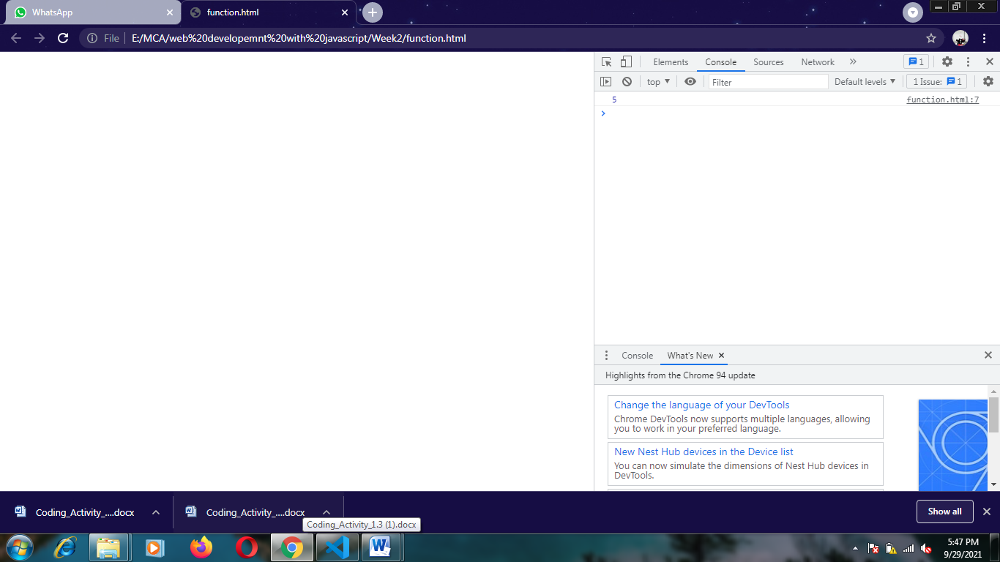 WhatsApp
function.html
File
E:/MCA/web%20developemnt%20with%20javascript/Week2/function.html
Elements Console Sources Network » 1
top Filter Default levels 1 Issue: 1
5 function.html:7
Console What's New
Highlights from the Chrome 94 update
Change the language of your DevTools
Chrome DevTools now supports multiple languages, allowing
you to work in your preferred language.
New Nest Hub devices in the Device list
You can now simulate the dimensions of Nest Hub devices in
DevTools.
Coding_Activity_....docx
Coding_Activity_....docx
Show all
Coding_Activity_1.3 (1).docx
5:47 PM
9/29/2021